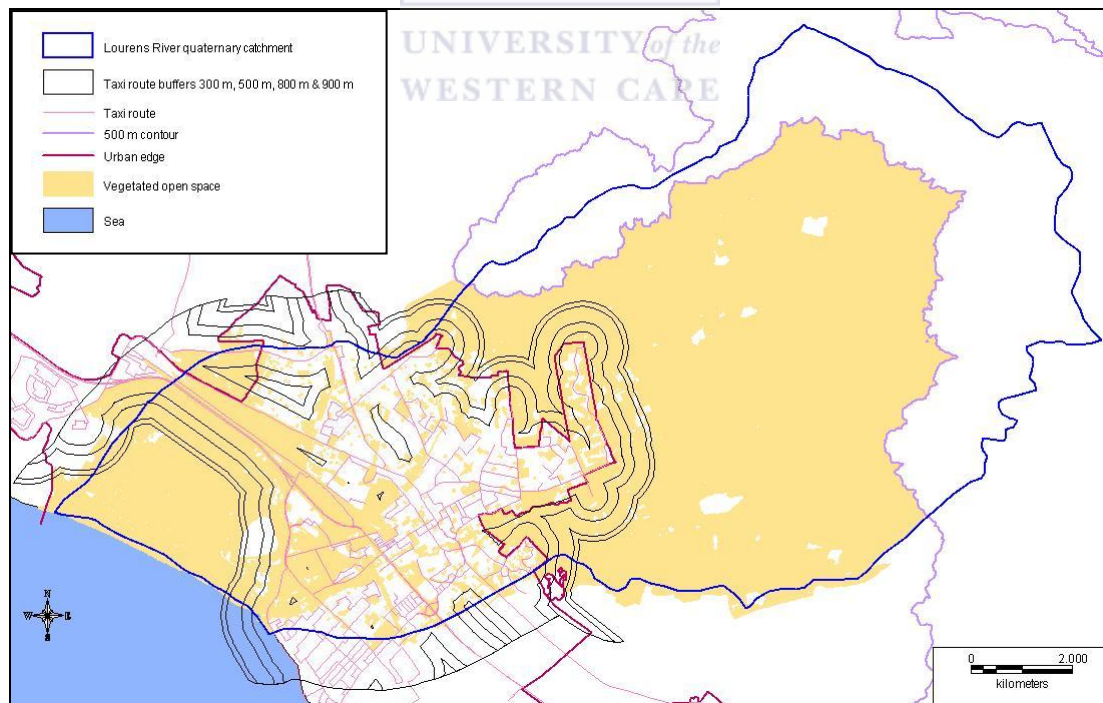 UNIVERSITY of the
WESTERN CAPE
Lourens River quaternary catchment
Taxi route buffers 300 m, 500 m, 800 m & 900 m
Taxi route
500 m contour
Urban edge
Vegetated open space
Sea
N
W E
S
0 2.000
kilometers